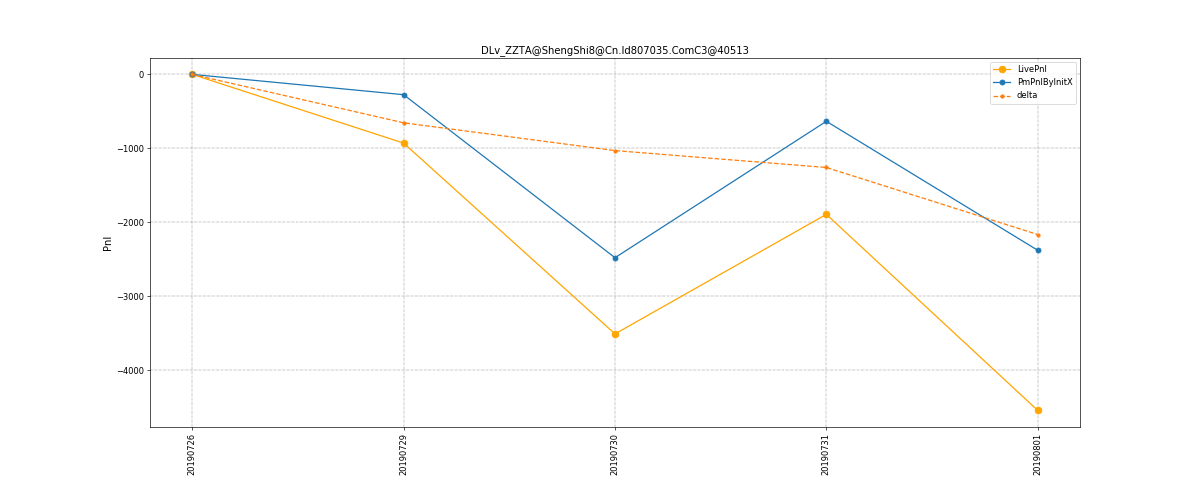 DLv_ZZTA@ShengShi8@Cn.Id807035.ComC3@40513
LivePnl
PmPnlByInitX
delta
0
−1000
−2000
−3000
−4000
Pnl
20190726
20190729
20190730
20190731
20190801